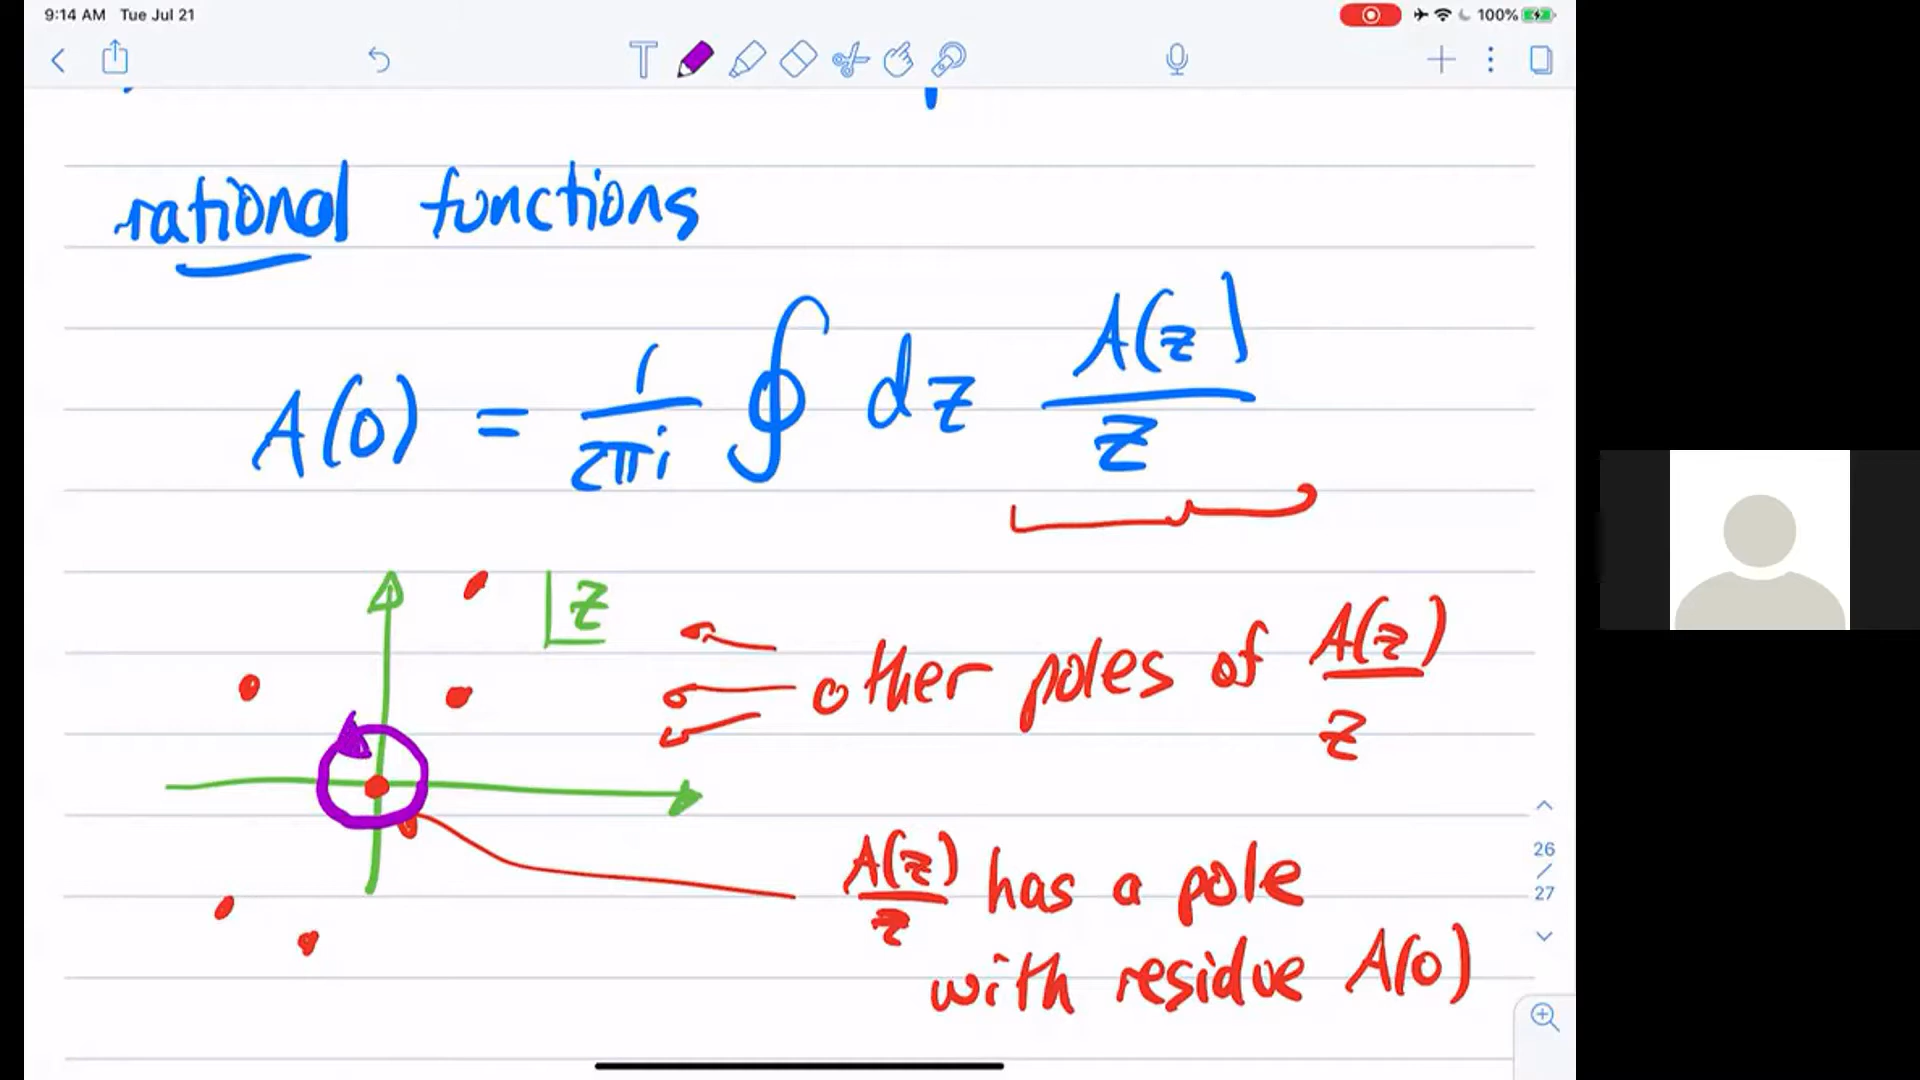 9:14 AM Tue Jul 21
100%
T
rational functions
A(0) = 1/2πi ∮ dz A(z)/z
z
other poles of A(z)/z
A(z)/z has a pole
with residue A(0)
26
/
27